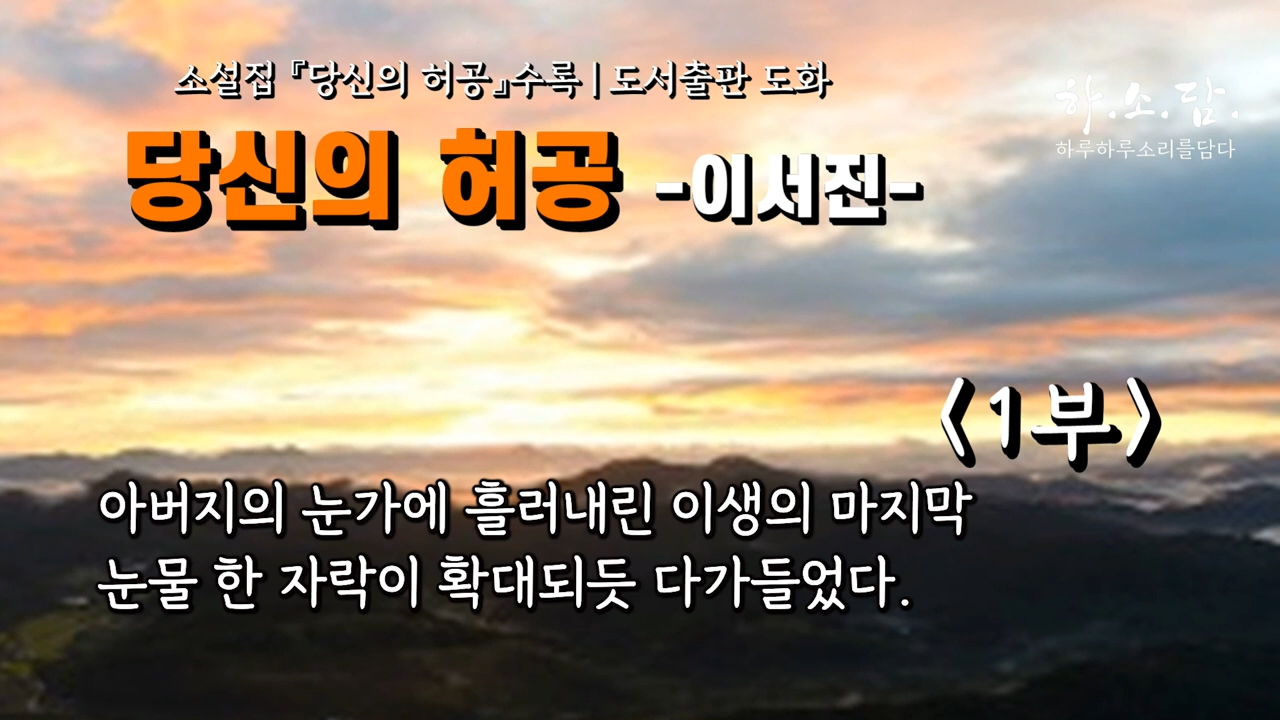 소설집 『당신의 허공』수록 | 도서출판 도화
하.소.담.
하루하루소리를담다
당신의 허공 -이서진-
<1부>
아버지의 눈가에 흘러내린 이생의 마지막
눈물 한 자락이 확대되듯 다가들었다.